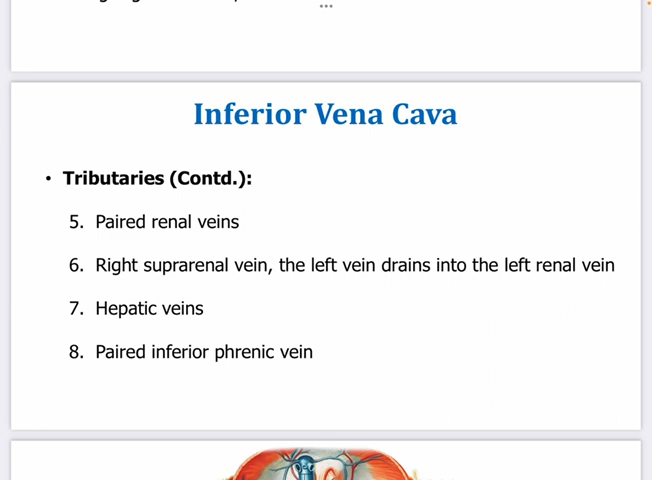 Inferior Vena Cava
• Tributaries (Contd.):
5. Paired renal veins
6. Right suprarenal vein, the left vein drains into the left renal vein
7. Hepatic veins
8. Paired inferior phrenic vein